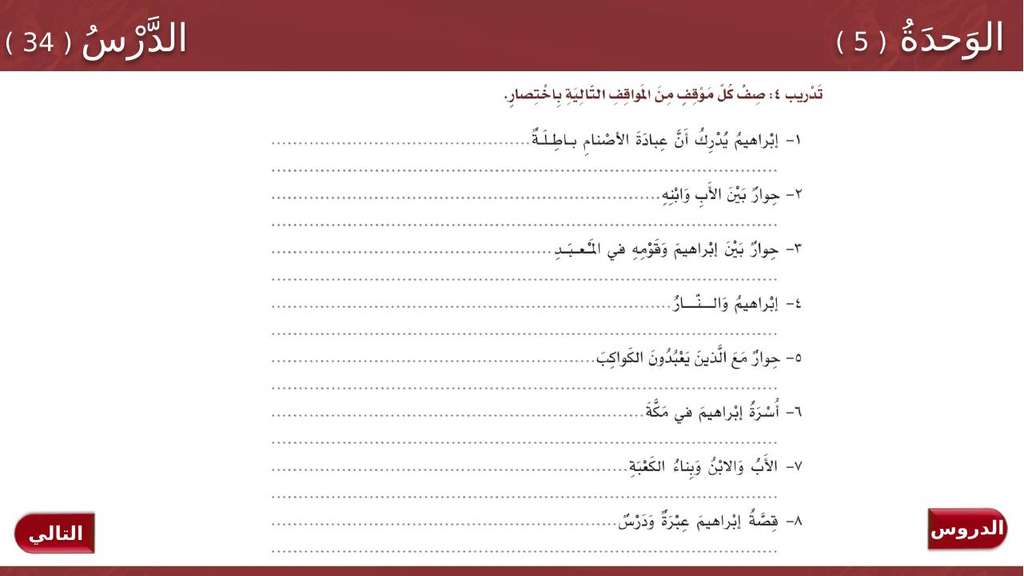 الوَحدَةُ ( 5 )
الدَّرْسُ ( 34 )
تَدْريب ٤: صِفْ كُلَّ مَوْقِفٍ مِنَ المَواقِفِ التَّالِيَةِ بِاخْتِصارٍ.
١- إبْراهيمُ يُدْرِكُ أَنَّ عِبادَةَ الأصْنامِ باطِلَةٌ
٢- حِوارٌ بَيْنَ الأَبِ وَابْنِهِ
٣- حِوارٌ بَيْنَ إبْراهيمَ وَقَوْمِهِ في المَعبَدِ
٤- إبْراهيمُ وَالنّارُ
٥- حِوارٌ مَعَ الَّذينَ يَعْبُدُونَ الكَواكِبَ
٦- أُسْرَةُ إبْراهيمَ في مَكَّةَ
٧- الأَبُ وَالابْنُ وَبِناءُ الكَعْبَةِ
٨- قِصَّةُ إبْراهيمَ عِبْرَةٌ وَدَرْسٌ
الدروس
التالي